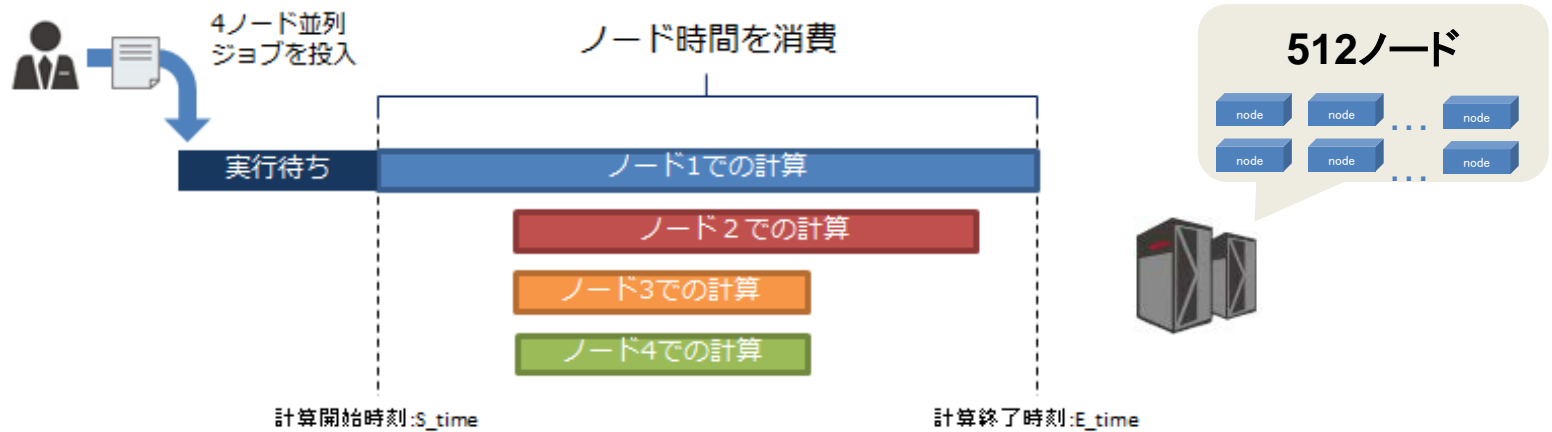 4ノード並列
ジョブを投入
ノード時間を消費
512ノード
node node ... node
node node ... node
実行待ち
ノード1での計算
ノード２での計算
ノード3での計算
ノード4での計算
計算開始時刻:S_time
計算終了時刻:E_time